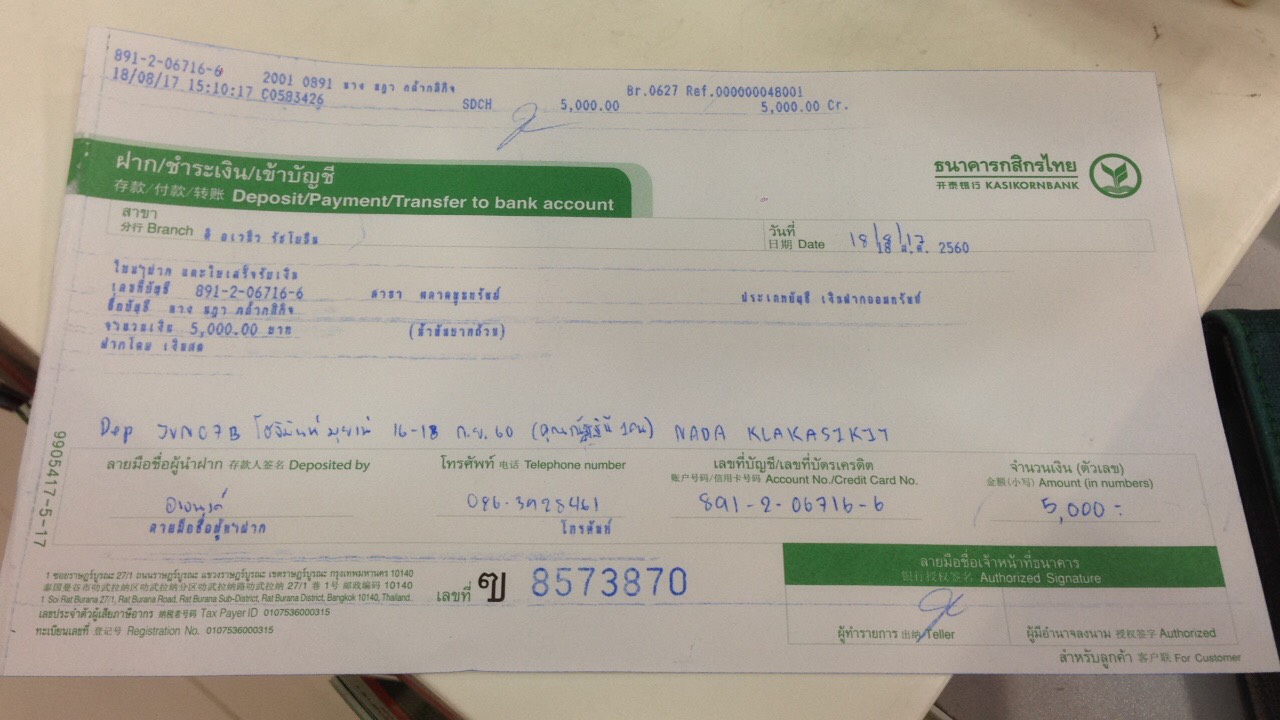 891-2-06716-6 2001 0891 นาง ชฎา กล้ากสิกิจ Br.0627 Ref.000000048001
18/08/17 15:10:17 C0583426 SDCH 5,000.00 5,000.00 Cr.
ฝาก/ชำระเงิน/เข้าบัญชี
存款/付款/转账 Deposit/Payment/Transfer to bank account
ธนาคารกสิกรไทย
开泰银行 KASIKORNBANK
สาขา
分行 Branch ดิ อเวนิว รัชโยธิน
วันที่
日期 Date 18/8/17
18 ส.ค. 2560
ใบนำฝาก และใบเสร็จรับเงิน
เลขที่บัญชี 891-2-06716-6 สาขา ตลาดพูนทรัพย์ ประเภทบัญชี เงินฝากออมทรัพย์
ชื่อบัญชี นาง ชฎา กล้ากสิกิจ
จำนวนเงิน 5,000.00 บาท (ห้าพันบาทถ้วน)
ฝากโดย เงินสด
Dep JVN07B โฮจิมินห์ มุยเน่ 16-18 ก.ย. 60 NADA KLAKASIKIT
ลายมือชื่อผู้นำฝาก 存款人签名 Deposited by
โทรศัพท์ 电话 Telephone number
เลขที่บัญชี/เลขที่บัตรเครดิต
账户号码/信用卡号码 Account No./Credit Card No.
จำนวนเงิน (ตัวเลข)
金额(小写) Amount (in numbers)
086-3928461
891-2-06716-6
5,000-
ลายมือชื่อผู้นำฝาก
โทรศัพท์
9905417-5-17
1 ซอยราษฎร์บูรณะ 27/1 ถนนราษฎร์บูรณะ แขวงราษฎร์บูรณะ เขตราษฎร์บูรณะ กรุงเทพมหานคร 10140
泰国曼谷市叻武拉纳区叻武拉纳分区叻武拉纳路叻武拉纳 27/1 巷 1 号 邮政编码 10140
1 Soi Rat Burana 27/1, Rat Burana Road, Rat Burana Sub-District, Rat Burana District, Bangkok 10140, Thailand.
เลขประจำตัวผู้เสียภาษีอากร 纳税者号码 Tax Payer ID 0107536000315
ทะเบียนเลขที่ 登记号 Registration No. 0107536000315
เลขที่ ฃ 8573870
ลายมือชื่อเจ้าหน้าที่ธนาคาร
银行授权签名 Authorized Signature
ผู้ทำรายการ 出纳 Teller
ผู้มีอำนาจลงนาม 授权签字 Authorized
สำหรับลูกค้า 客户联 For Customer